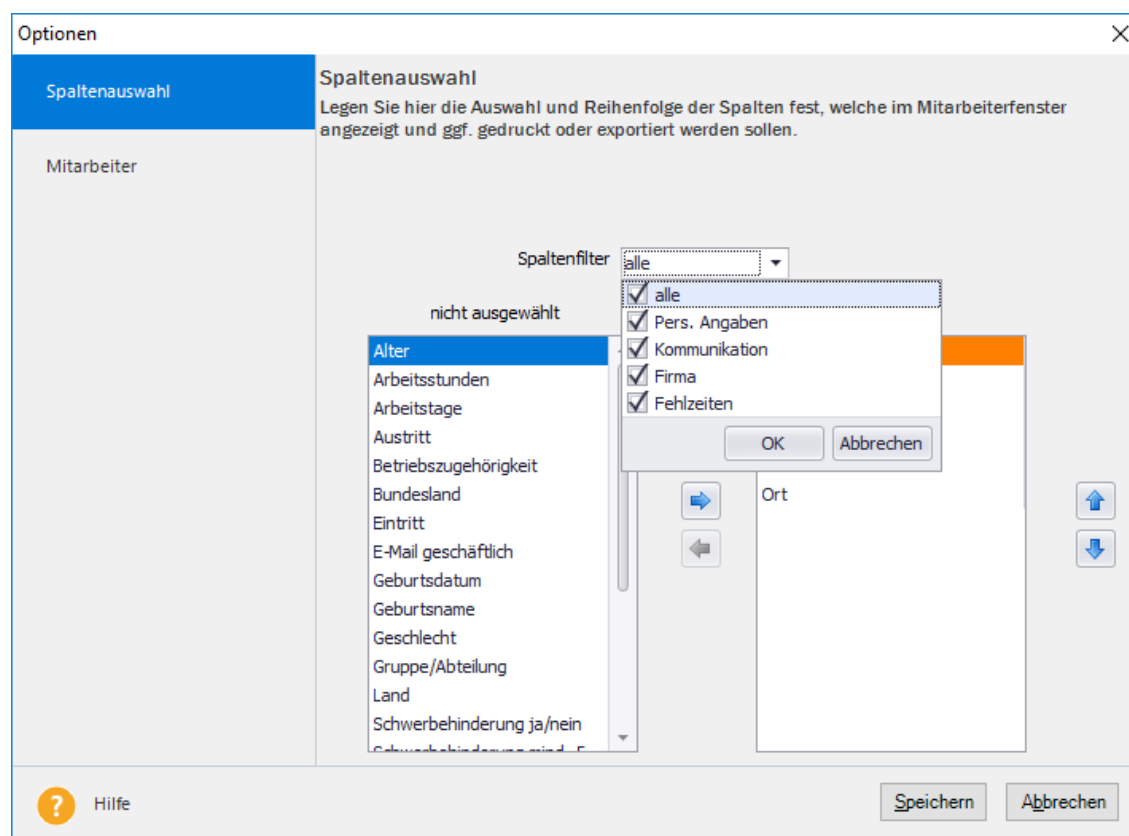 Optionen
Spaltenauswahl
Mitarbeiter
Spaltenauswahl
Legen Sie hier die Auswahl und Reihenfolge der Spalten fest, welche im Mitarbeiterfenster
angezeigt und ggf. gedruckt oder exportiert werden sollen.
Spaltenfilter alle
alle
Pers. Angaben
Kommunikation
Firma
Fehlzeiten
OK Abbrechen
nicht ausgewählt
Alter
Arbeitsstunden
Arbeitstage
Austritt
Betriebszugehörigkeit
Bundesland
Eintritt
E-Mail geschäftlich
Geburtsdatum
Geburtsname
Geschlecht
Gruppe/Abteilung
Land
Schwerbehinderung ja/nein
Ort
Hilfe
Speichern Abbrechen